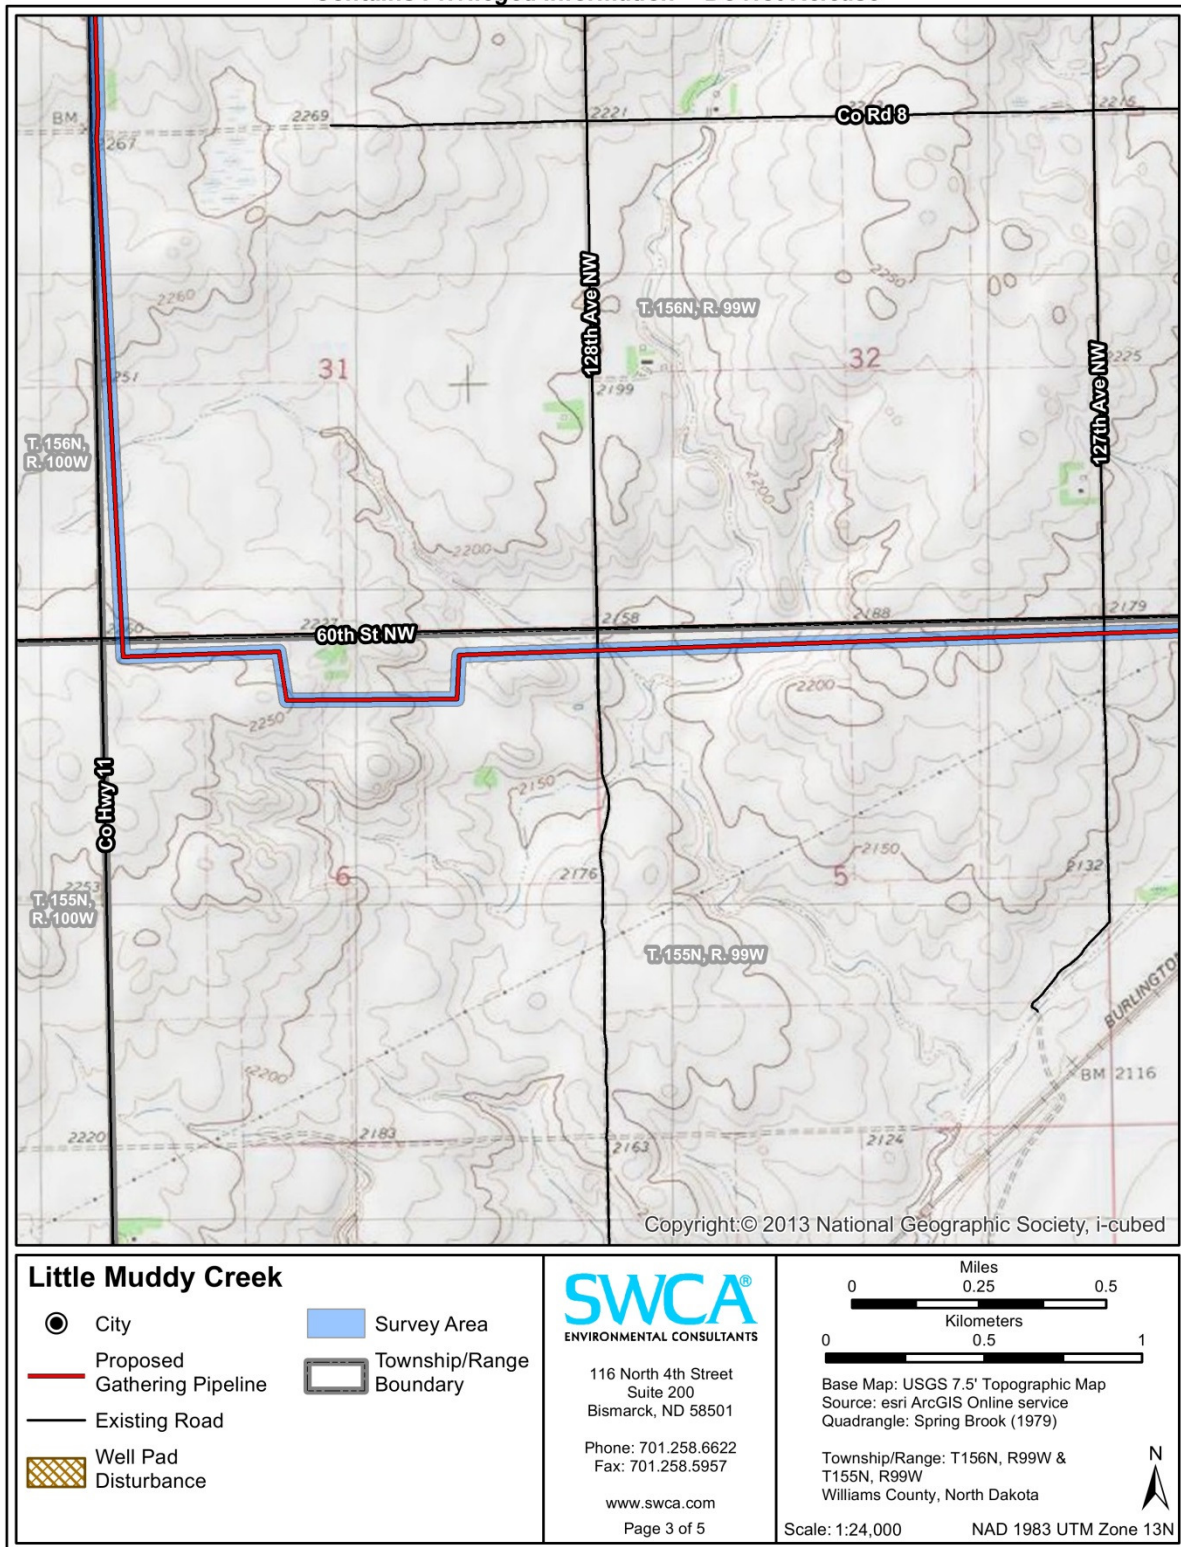 BM
2267
2269
2221
Co Rd 8
2215
2260
2250
128th Ave NW
T. 156N, R. 99W
31
32
2251
2199
2225
127th Ave NW
T. 156N,
R. 100W
2200
2200
2158
2188
2179
60th St NW
2250
2200
Co Hwy 11
2150
2150
6
2176
5
2132
2253
T. 155N,
R. 100W
T. 155N, R. 99W
BURLINGTON
BM 2116
2200
2220
2183
2163
2124
Copyright:© 2013 National Geographic Society, i-cubed
Little Muddy Creek
City
Proposed
Gathering Pipeline
Existing Road
Well Pad
Disturbance
Survey Area
Township/Range
Boundary
SWCA®
ENVIRONMENTAL CONSULTANTS
116 North 4th Street
Suite 200
Bismarck, ND 58501
Phone: 701.258.6622
Fax: 701.258.5957
www.swca.com
Page 3 of 5
Miles
0 0.25 0.5
Kilometers
0 0.5 1
Base Map: USGS 7.5' Topographic Map
Source: esri ArcGIS Online service
Quadrangle: Spring Brook (1979)
Township/Range: T156N, R99W &
T155N, R99W
Williams County, North Dakota
N
Scale: 1:24,000 NAD 1983 UTM Zone 13N